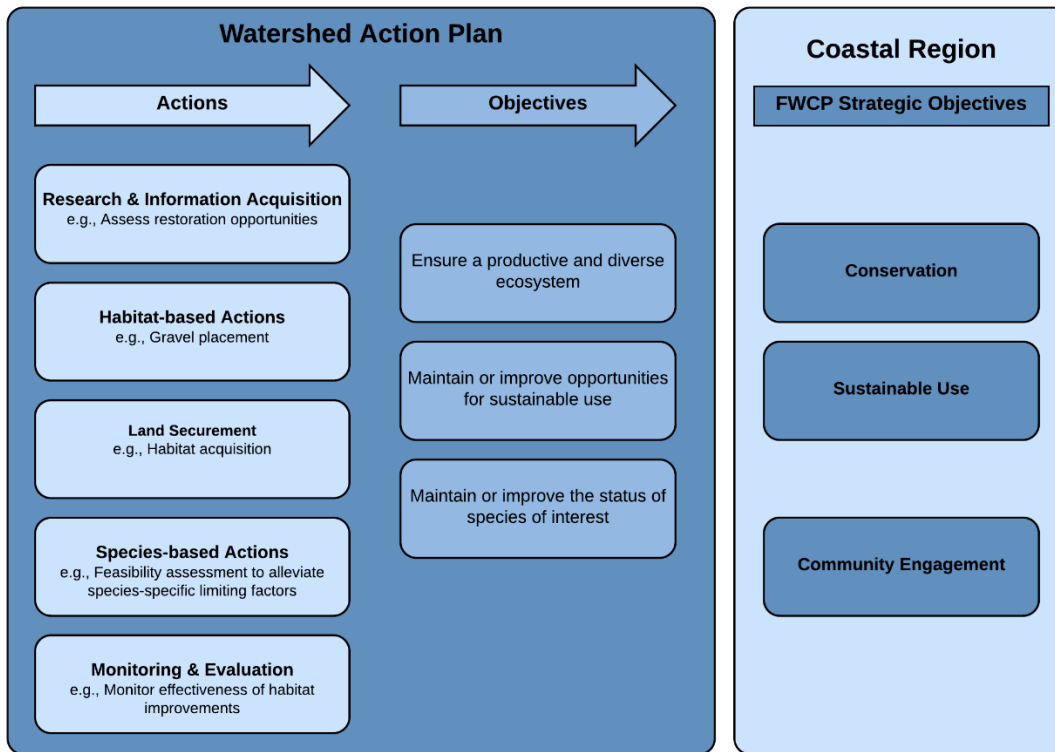 Watershed Action Plan
Actions
Research & Information Acquisition
e.g., Assess restoration opportunities
Habitat-based Actions
e.g., Gravel placement
Land Securement
e.g., Habitat acquisition
Species-based Actions
e.g., Feasibility assessment to alleviate
species-specific limiting factors
Monitoring & Evaluation
e.g., Monitor effectiveness of habitat
improvements
Objectives
Ensure a productive and diverse
ecosystem
Maintain or improve opportunities
for sustainable use
Maintain or improve the status of
species of interest
Coastal Region
FWCP Strategic Objectives
Conservation
Sustainable Use
Community Engagement